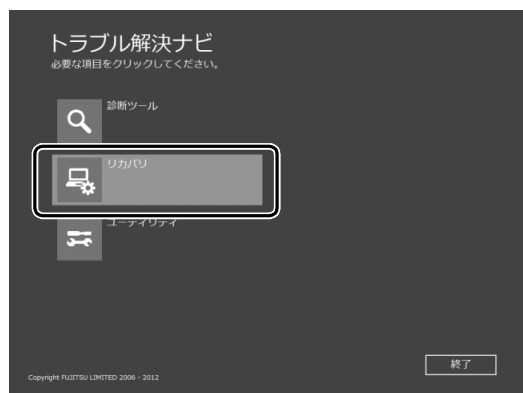 トラブル解決ナビ
必要な項目をクリックしてください。
診断ツール
リカバリ
ユーティリティ
終了
Copyright FUJITSU LIMITED 2006 - 2012